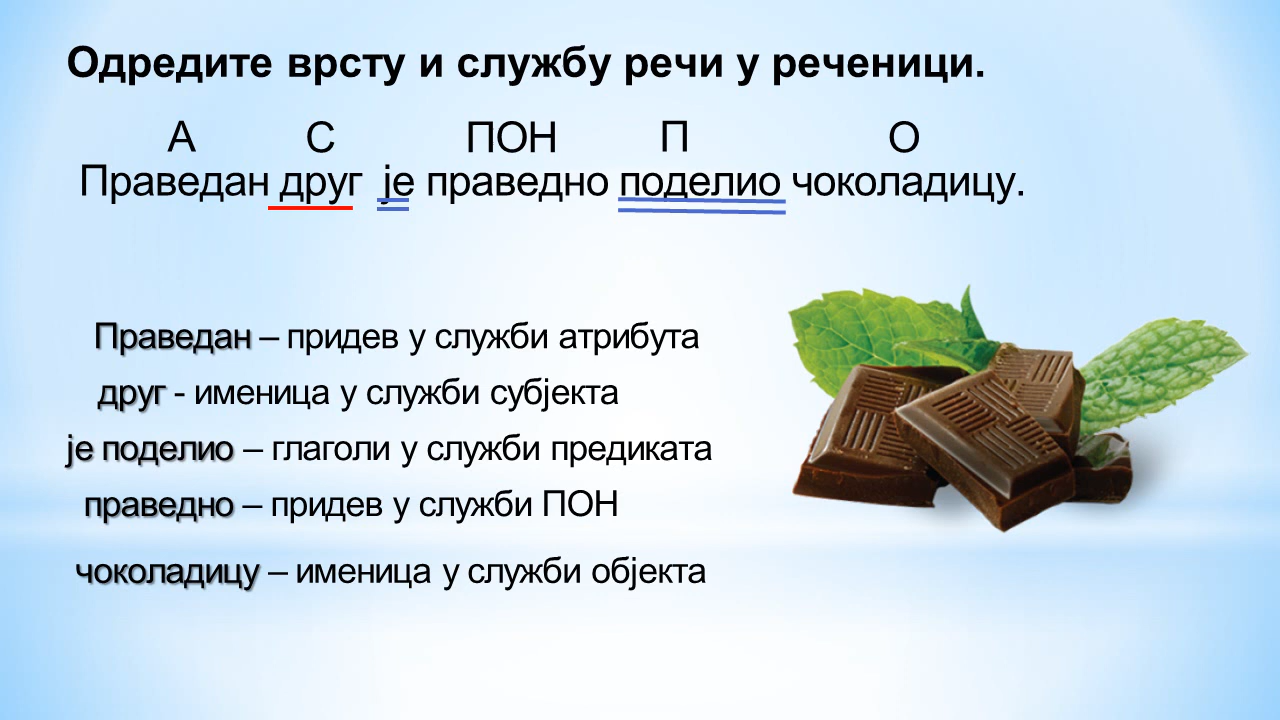 Одредите врсту и службу речи у реченици.
А С ПОН П О
Праведан друг је праведно поделио чоколадицу.
Праведан – придев у служби атрибута
друг - именица у служби субјекта
је поделио – глаголи у служби предиката
праведно – придев у служби ПОН
чоколадицу – именица у служби објекта